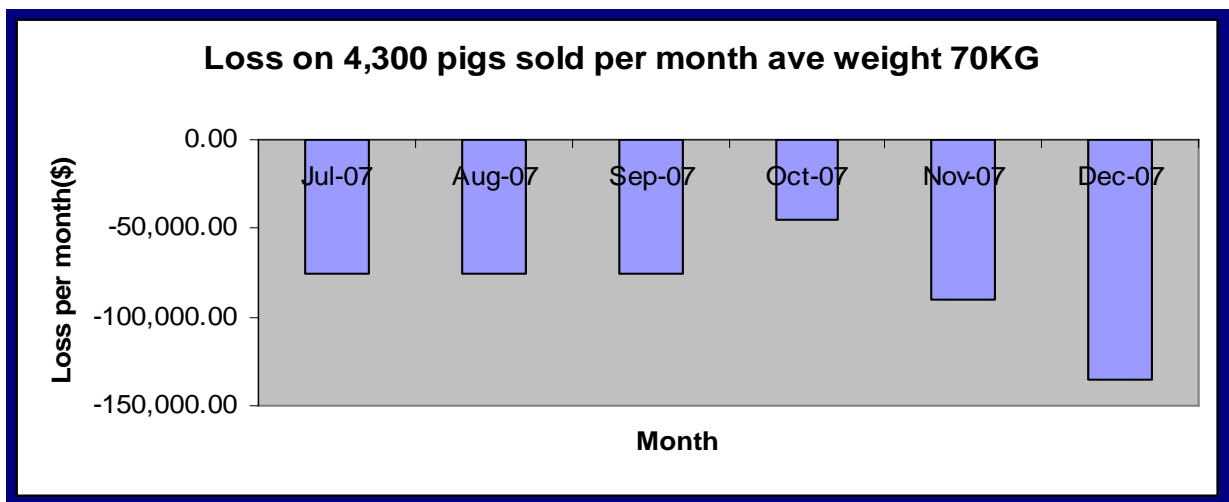 Loss on 4,300 pigs sold per month ave weight 70KG
0.00
-50,000.00
-100,000.00
-150,000.00
Loss per month($)
Jul-07 Aug-07 Sep-07 Oct-07 Nov-07 Dec-07
Month